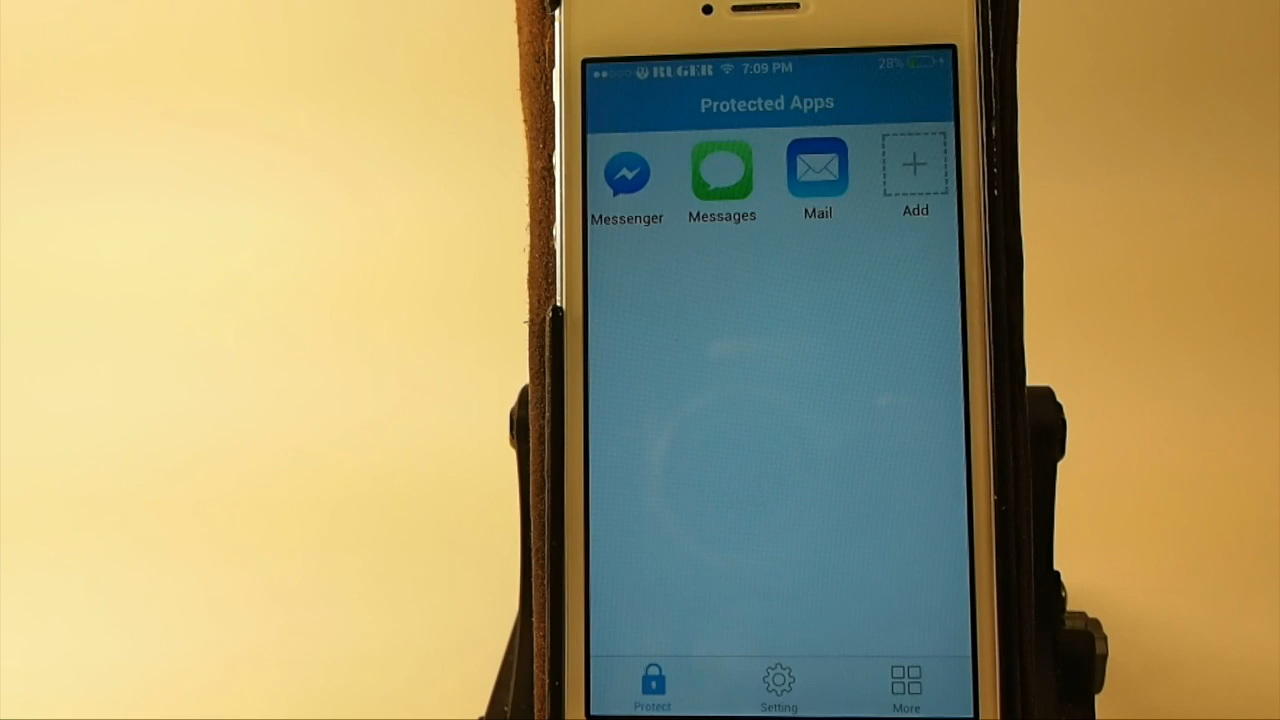 RUGER 7:09 PM 28%
Protected Apps
Messenger Messages Mail Add
Protect Setting More